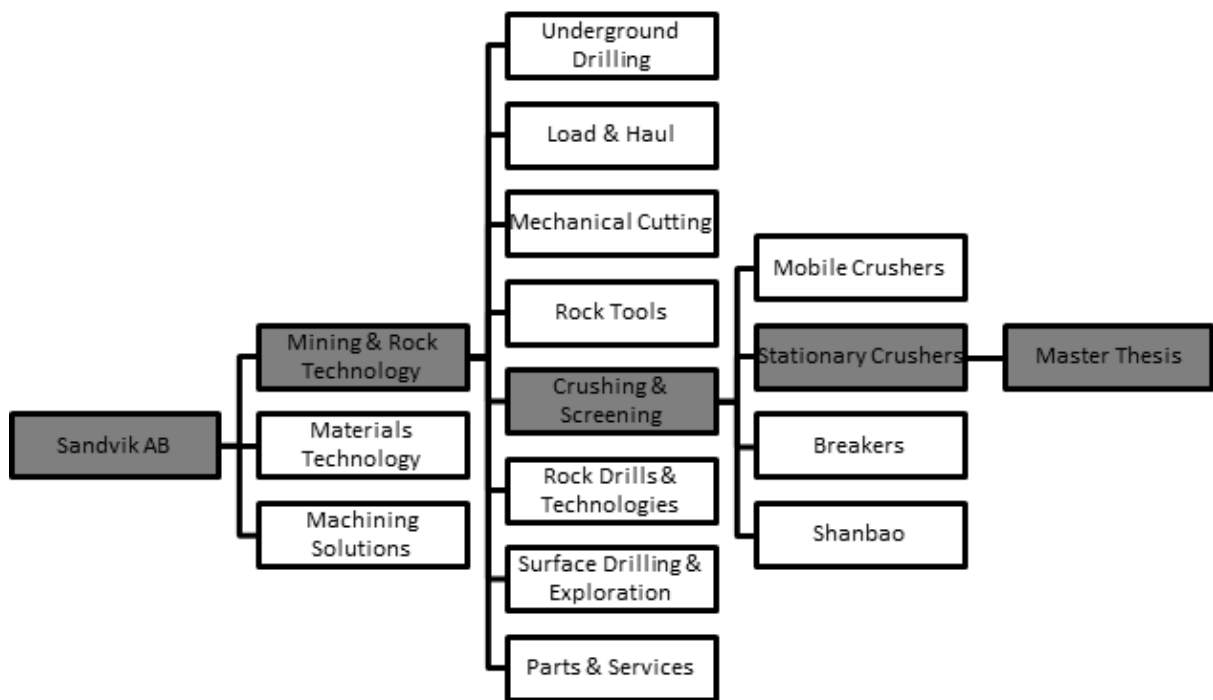 Underground
Drilling
Load & Haul
Mechanical Cutting
Rock Tools
Mobile Crushers
Mining & Rock
Technology
Stationary Crushers
Master Thesis
Crushing &
Screening
Sandvik AB
Materials
Technology
Breakers
Rock Drills &
Technologies
Machining
Solutions
Shanbao
Surface Drilling &
Exploration
Parts & Services